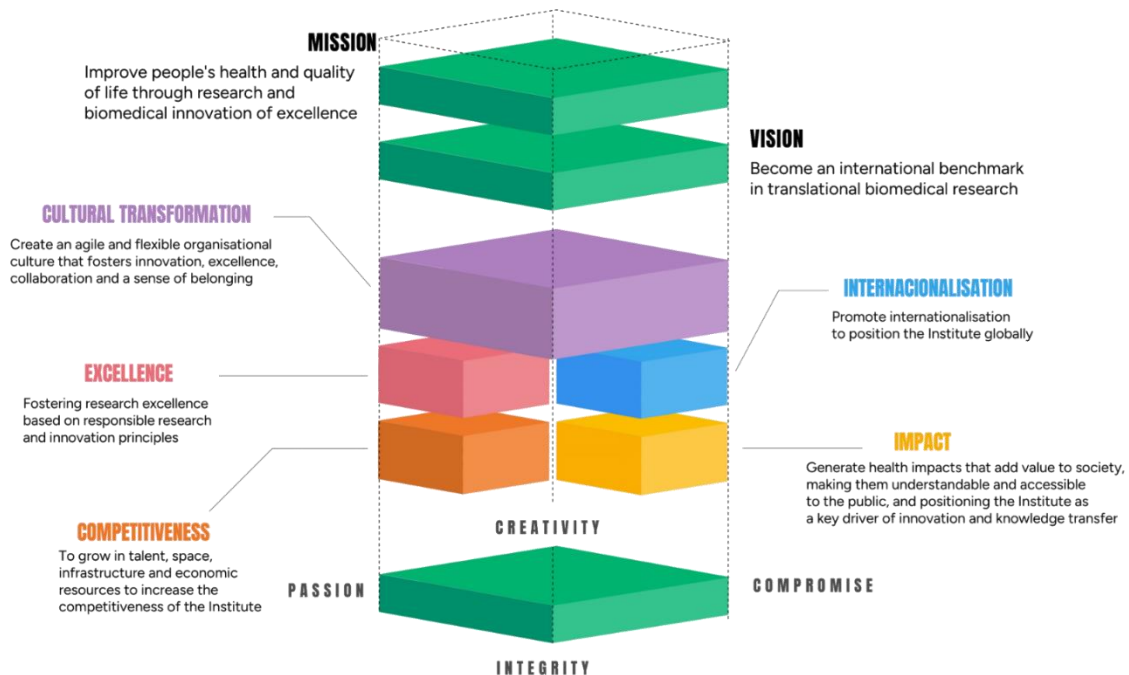 MISSION
Improve people's health and quality
of life through research and
biomedical innovation of excellence
VISION
Become an international benchmark
in translational biomedical research
CULTURAL TRANSFORMATION
Create an agile and flexible organisational
culture that fosters innovation, excellence,
collaboration and a sense of belonging
INTERNACIONALISATION
Promote internationalisation
to position the Institute globally
EXCELLENCE
Fostering research excellence
based on responsible research
and innovation principles
IMPACT
Generate health impacts that add value to society,
making them understandable and accessible
to the public, and positioning the Institute as
a key driver of innovation and knowledge transfer
COMPETITIVENESS
To grow in talent, space,
infrastructure and economic
resources to increase the
competitiveness of the Institute
CREATIVITY
PASSION
COMPROMISE
INTEGRITY